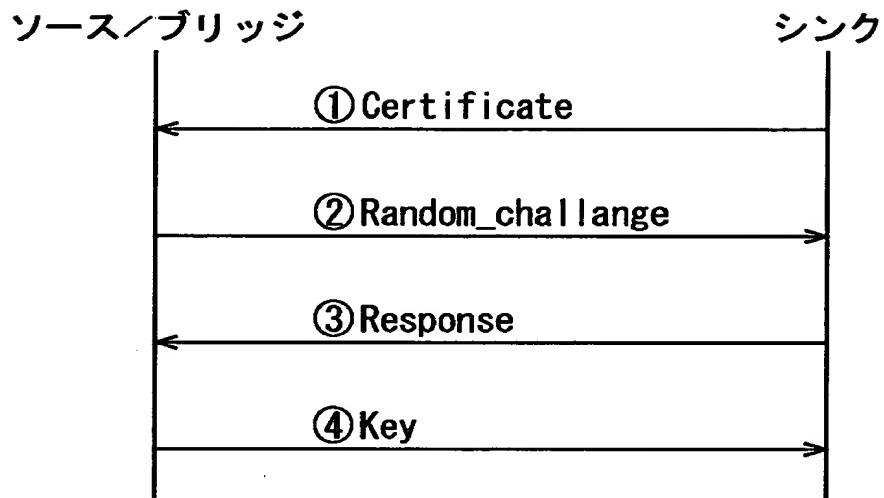 ソース／ブリッジ
シンク
①Certificate
②Random_challange
③Response
④Key